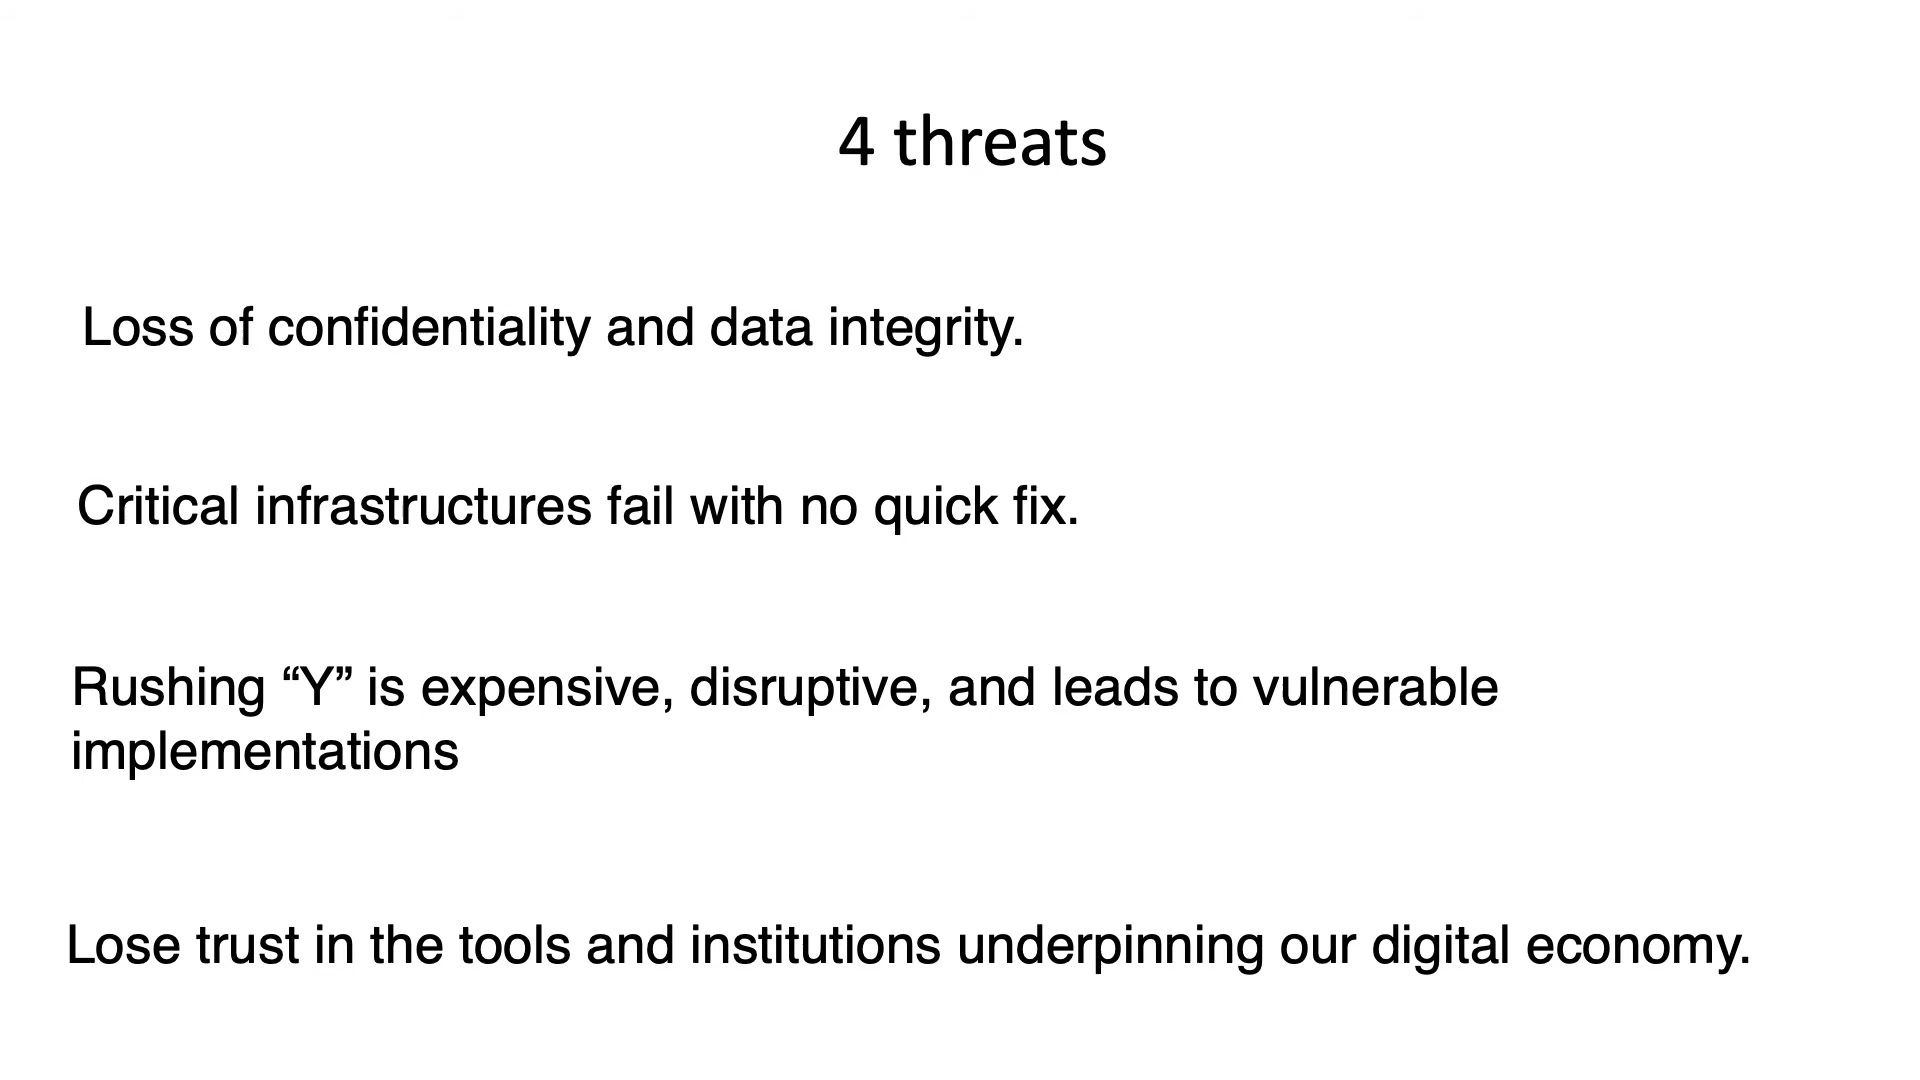 4 threats
Loss of confidentiality and data integrity.
Critical infrastructures fail with no quick fix.
Rushing “Y” is expensive, disruptive, and leads to vulnerable
implementations
Lose trust in the tools and institutions underpinning our digital economy.